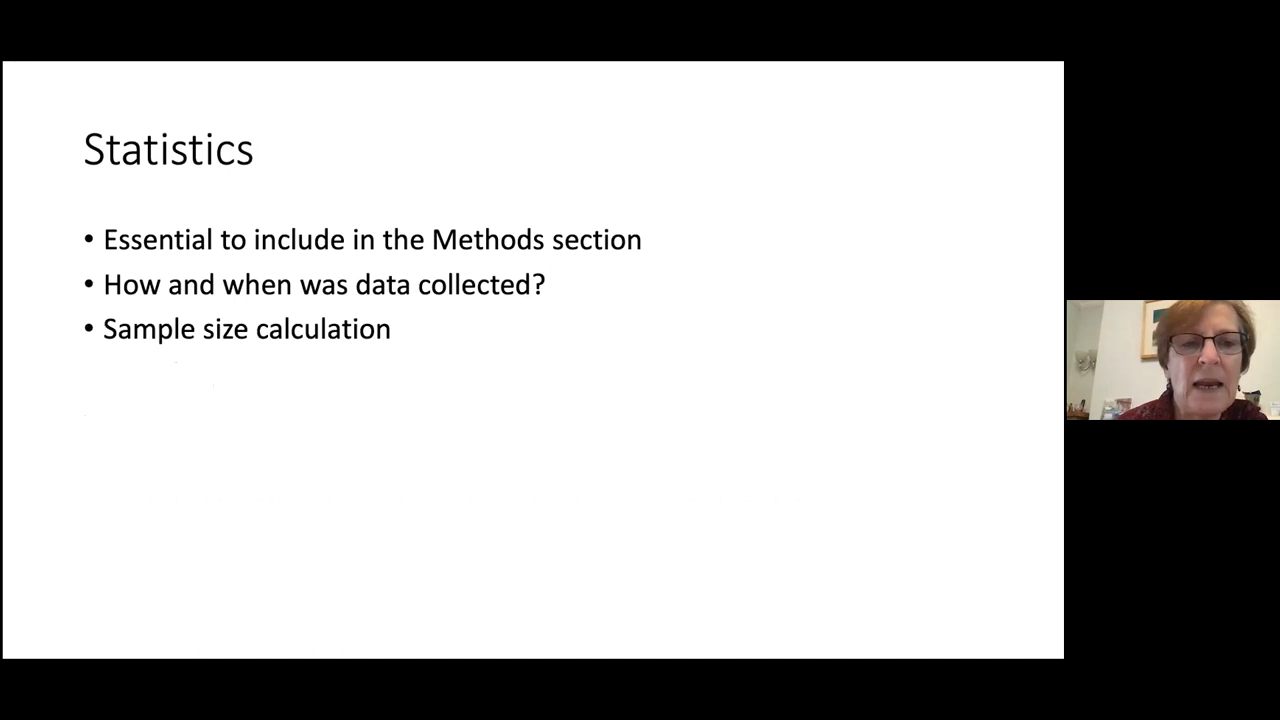 Statistics
• Essential to include in the Methods section
• How and when was data collected?
• Sample size calculation